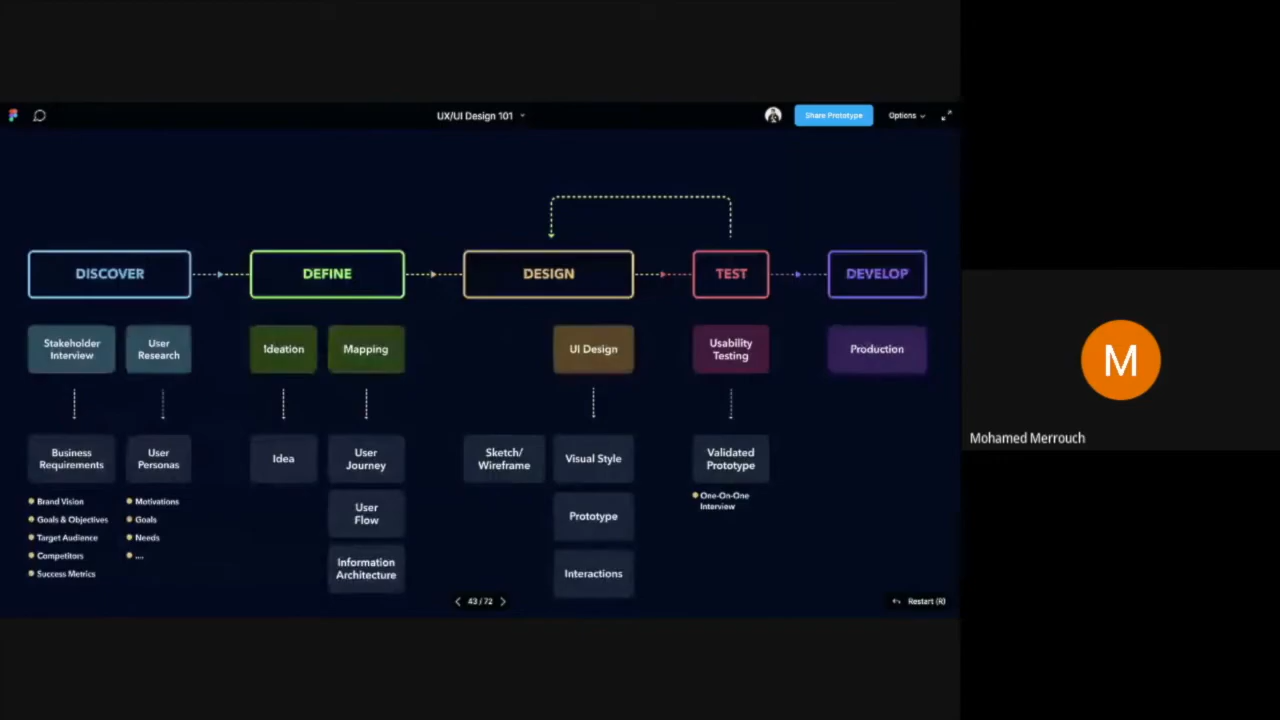 UX/UI Design 101
Share Prototype
Options
DISCOVER
DEFINE
DESIGN
TEST
DEVELOP
Stakeholder
Interview
User
Research
Ideation
Mapping
UI Design
Usability
Testing
Production
Business
Requirements
User
Personas
Idea
User
Journey
Sketch/
Wireframe
Visual Style
Validated
Prototype
Brand Vision
Goals & Objectives
Target Audience
Competitors
Success Metrics
Motivations
Goals
Needs
....
User
Flow
Information
Architecture
Prototype
Interactions
One-On-One
Interview
43 / 72
Restart (R)
M
Mohamed Merrouch